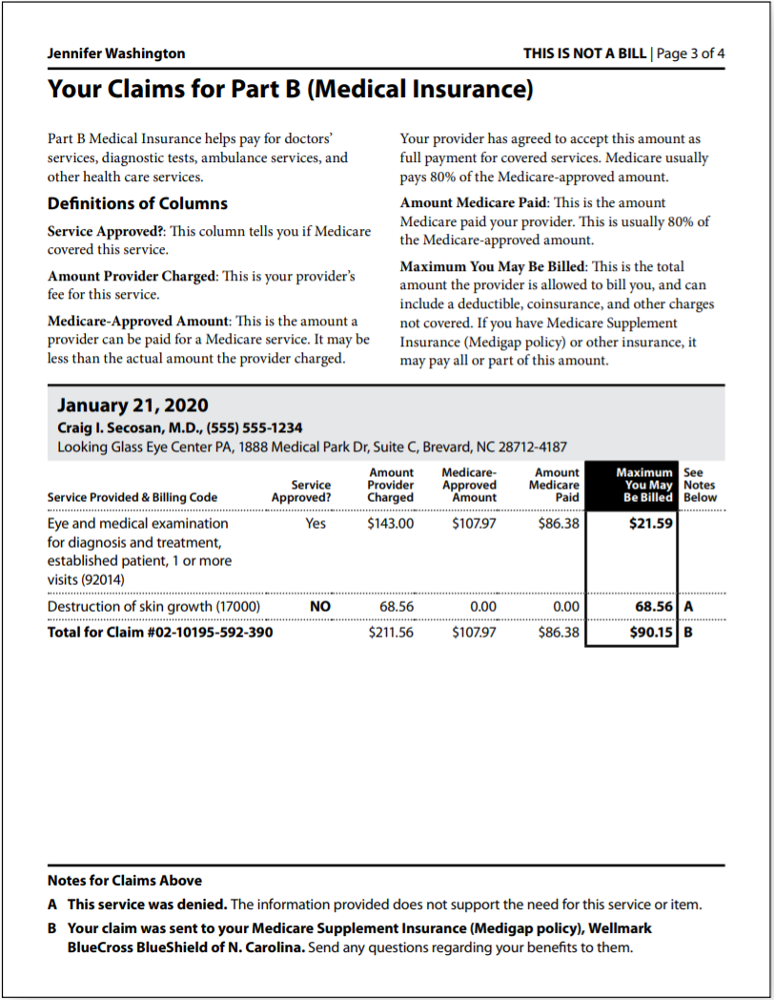 Jennifer Washington
THIS IS NOT A BILL | Page 3 of 4
Your Claims for Part B (Medical Insurance)
Part B Medical Insurance helps pay for doctors’
services, diagnostic tests, ambulance services, and
other health care services.
Definitions of Columns
Service Approved?: This column tells you if Medicare
covered this service.
Amount Provider Charged: This is your provider’s
fee for this service.
Medicare-Approved Amount: This is the amount a
provider can be paid for a Medicare service. It may be
less than the actual amount the provider charged.
Your provider has agreed to accept this amount as
full payment for covered services. Medicare usually
pays 80% of the Medicare-approved amount.
Amount Medicare Paid: This is the amount
Medicare paid your provider. This is usually 80% of
the Medicare-approved amount.
Maximum You May Be Billed: This is the total
amount the provider is allowed to bill you, and can
include a deductible, coinsurance, and other charges
not covered. If you have Medicare Supplement
Insurance (Medigap policy) or other insurance, it
may pay all or part of this amount.
January 21, 2020
Craig I. Secosan, M.D., (555) 555-1234
Looking Glass Eye Center PA, 1888 Medical Park Dr, Suite C, Brevard, NC 28712-4187
Service Provided & Billing Code
Service
Approved?
Amount
Provider
Charged
Medicare-
Approved
Amount
Amount
Medicare
Paid
Maximum
You May
Be Billed
See
Notes
Below
Eye and medical examination Yes $143.00 $107.97 $86.38 $21.59
for diagnosis and treatment,
established patient, 1 or more
visits (92014)
Destruction of skin growth (17000) NO 68.56 0.00 0.00 68.56 A
Total for Claim #02-10195-592-390 $211.56 $107.97 $86.38 $90.15 B
Notes for Claims Above
A This service was denied. The information provided does not support the need for this service or item.
B Your claim was sent to your Medicare Supplement Insurance (Medigap policy), Wellmark
BlueCross BlueShield of N. Carolina. Send any questions regarding your benefits to them.